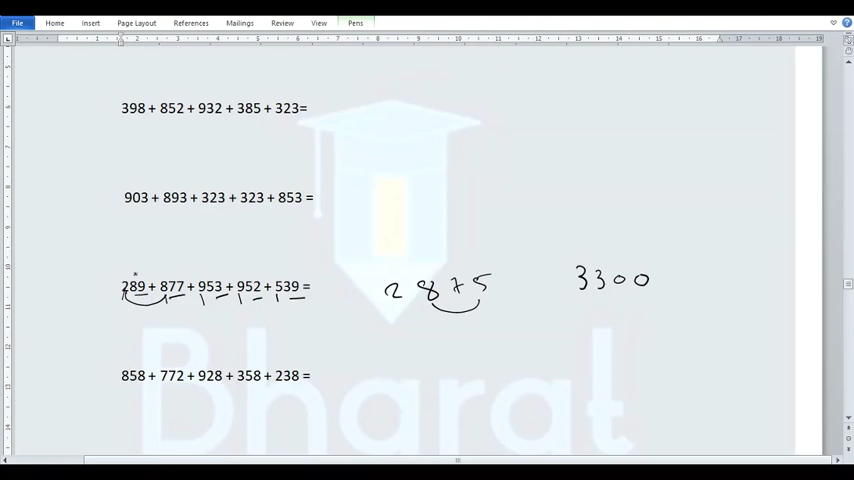 File Home Insert Page Layout References Mailings Review View Pens
398 + 852 + 932 + 385 + 323=
903 + 893 + 323 + 323 + 853 =
289 + 877 + 953 + 952 + 539 = 2875 3300
858 + 772 + 928 + 358 + 238 =
Bharat